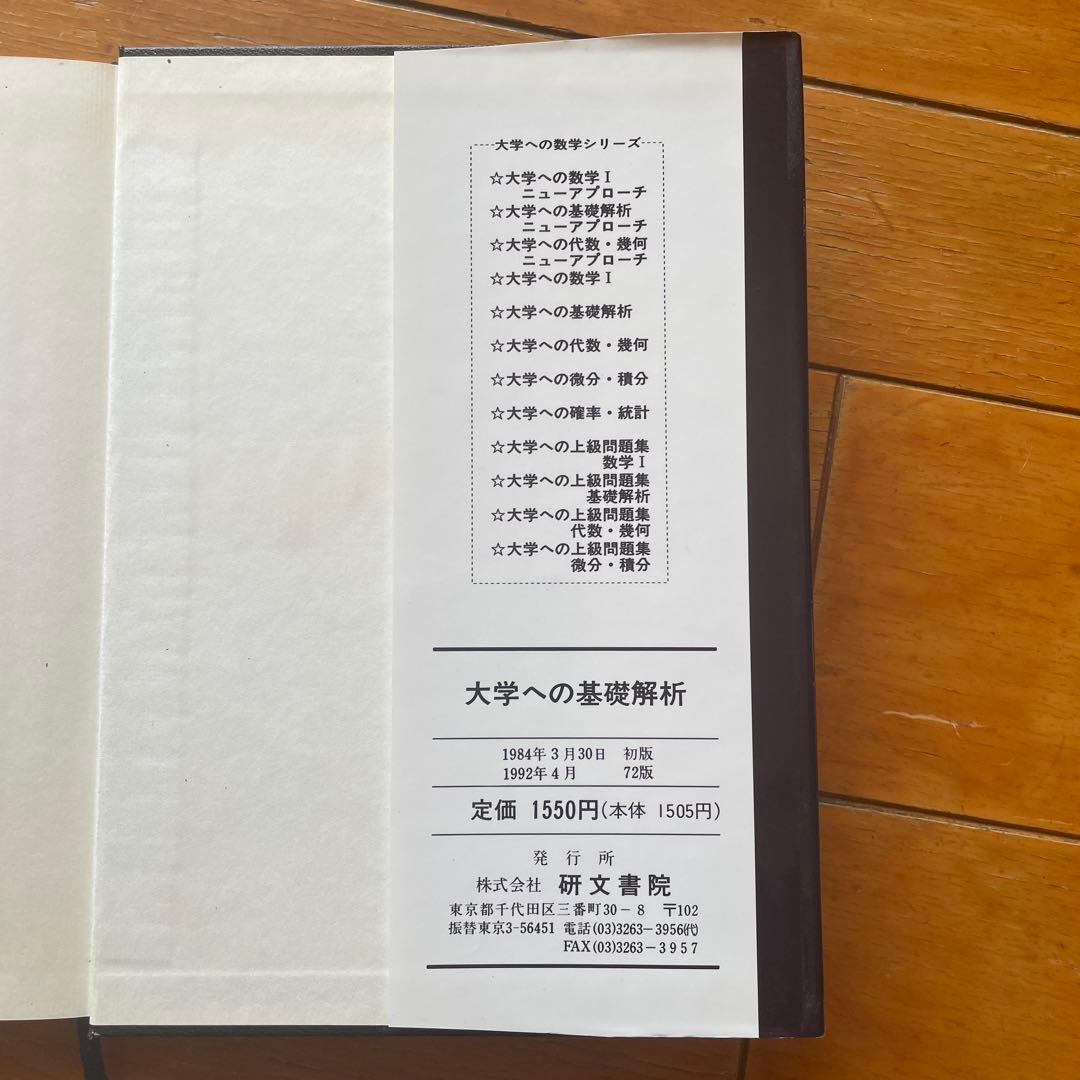 大学への数学シリーズ
☆大学への数学Ⅰ
ニューアプローチ
☆大学への基礎解析
ニューアプローチ
☆大学への代数・幾何
ニューアプローチ
☆大学への数学Ⅰ
☆大学への基礎解析
☆大学への代数・幾何
☆大学への微分・積分
☆大学への確率・統計
☆大学への上級問題集
数学Ⅰ
☆大学への上級問題集
基礎解析
☆大学への上級問題集
代数・幾何
☆大学への上級問題集
微分・積分
大学への基礎解析
1984年3月30日 初版
1992年4月 72版
定価 1550円(本体 1505円)
発行所
株式会社 研文書院
東京都千代田区三番町30－8 〒102
振替東京3-56451 電話(03)3263－3956㈹
FAX(03)3263－3957